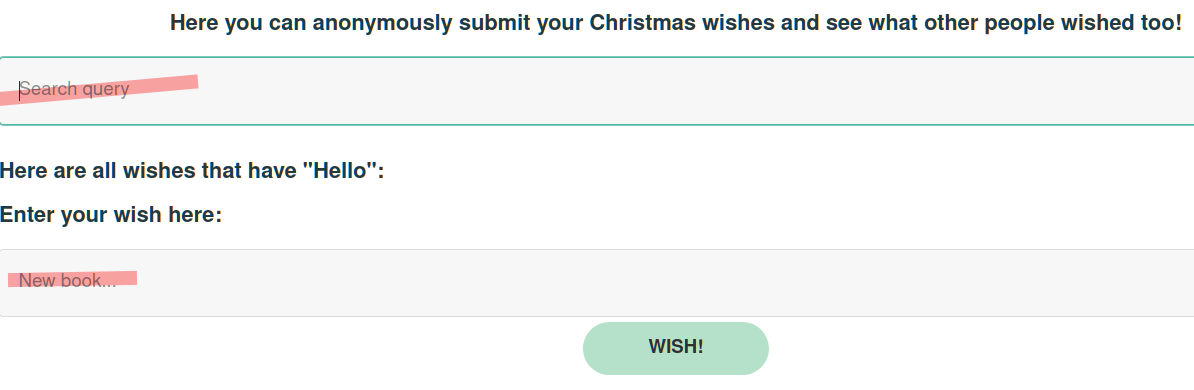 Here you can anonymously submit your Christmas wishes and see what other people wished too!
Search query
Here are all wishes that have "Hello":
Enter your wish here:
New book...
WISH!